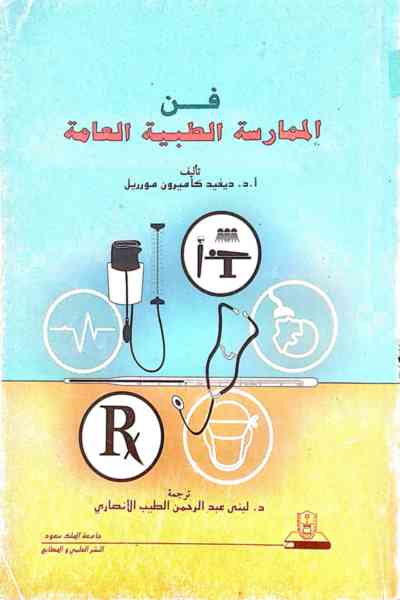 فن
الممارسة الطبية العامة
تأليف
أ.د. ديفيد كاميرون موريل
R
ترجمة
د. لبنى عبد الرحمن الطيب الأنصاري
جامعة الملك سعود
النشر العلمي و المطابع